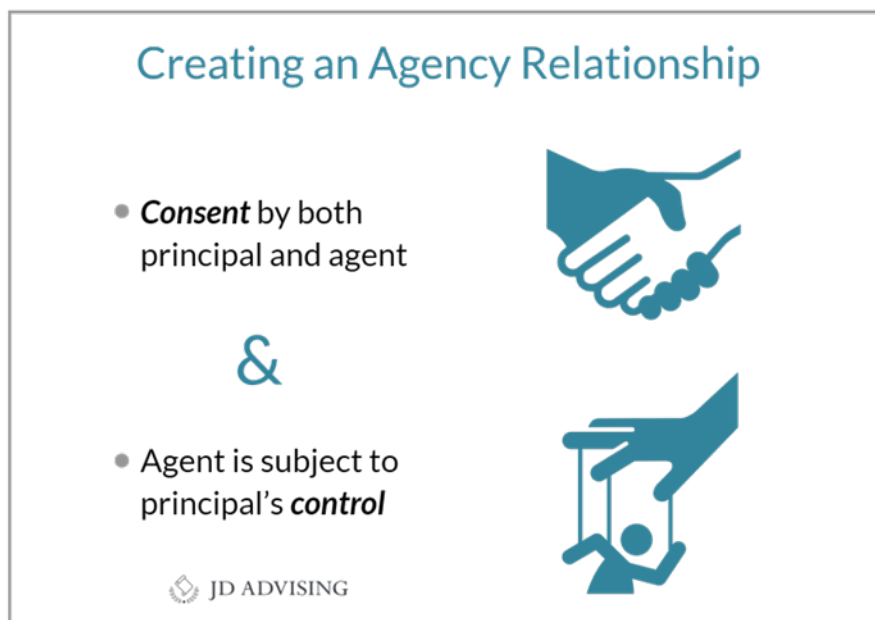 Creating an Agency Relationship
Consent by both
principal and agent
&
Agent is subject to
principal’s control
JD ADVISING